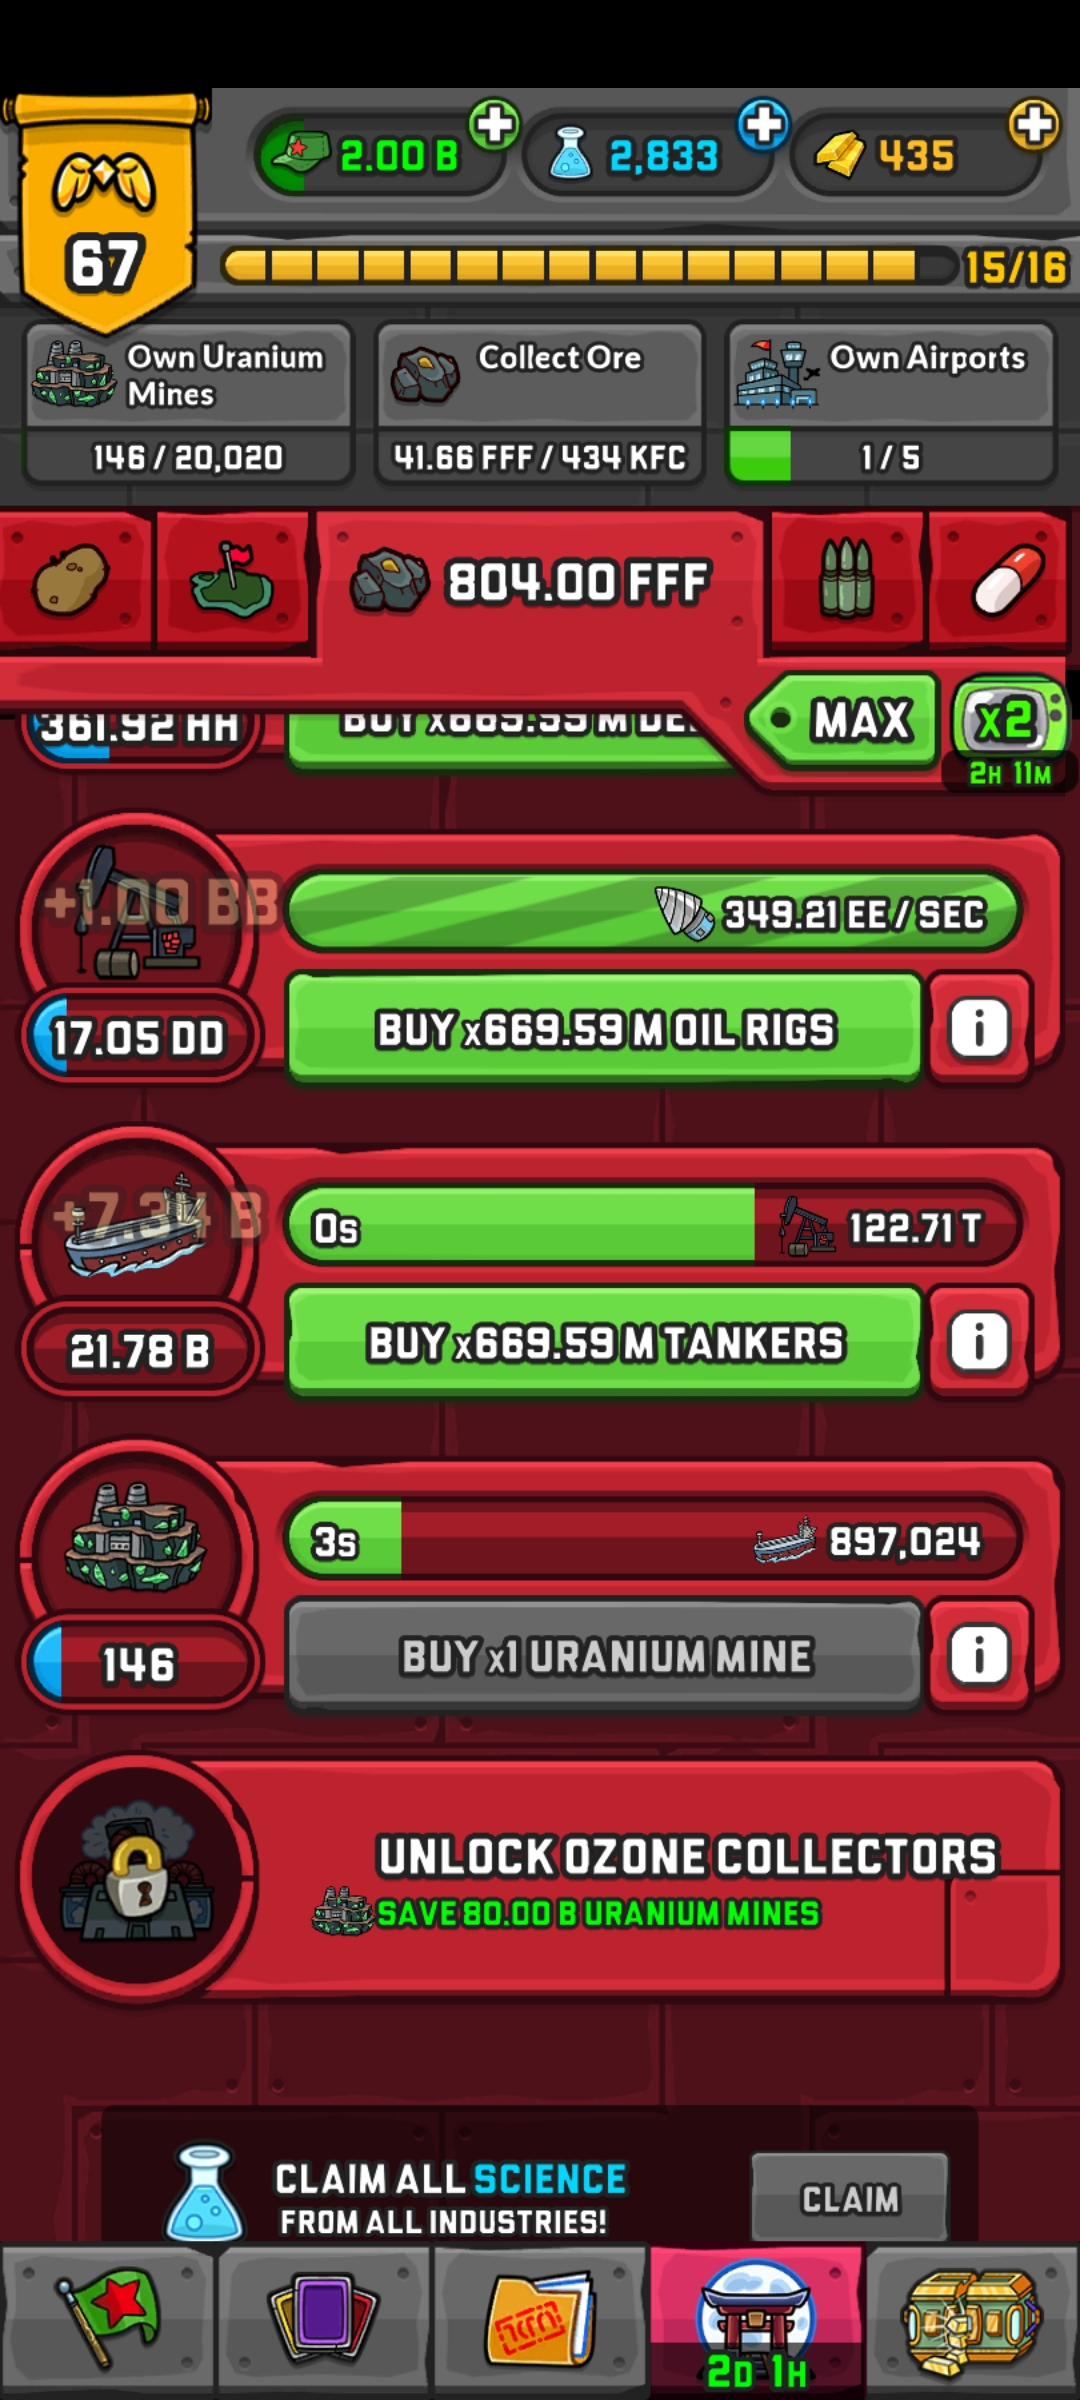 2.00 B
2,833
435
67
15/16
Own Uranium
Mines
146 / 20,020
Collect Ore
41.66 FFF / 434 KFC
Own Airports
1 / 5
804.00 FFF
MAX
x2
2H 11M
361.92 HH
BUY x669.59 M DE
+1.00 BB
349.21 EE / SEC
17.05 DD
BUY x669.59 M OIL RIGS
i
+7.34 B
0s
122.71 T
21.78 B
BUY x669.59 M TANKERS
i
3s
897,024
146
BUY x1 URANIUM MINE
i
UNLOCK OZONE COLLECTORS
SAVE 80.00 B URANIUM MINES
CLAIM ALL SCIENCE
FROM ALL INDUSTRIES!
CLAIM
2D 1H